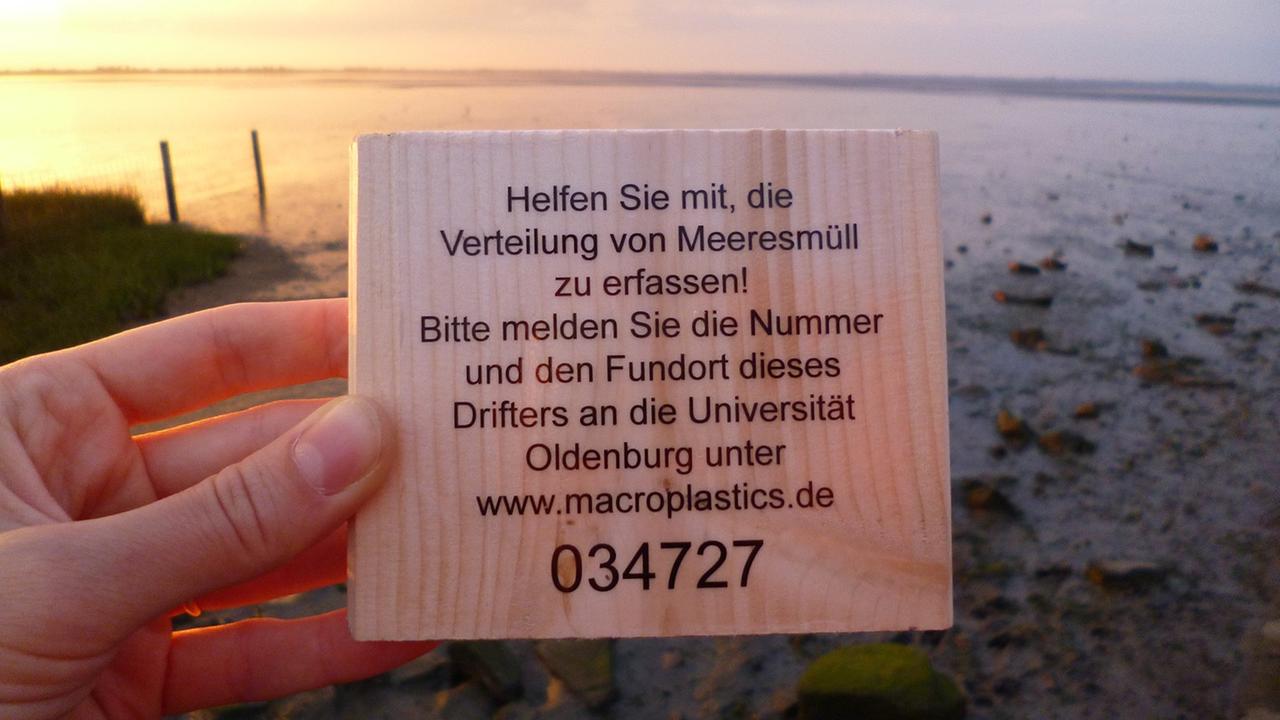 Helfen Sie mit, die
Verteilung von Meeresmüll
zu erfassen!
Bitte melden Sie die Nummer
und den Fundort dieses
Drifters an die Universität
Oldenburg unter
www.macroplastics.de
034727